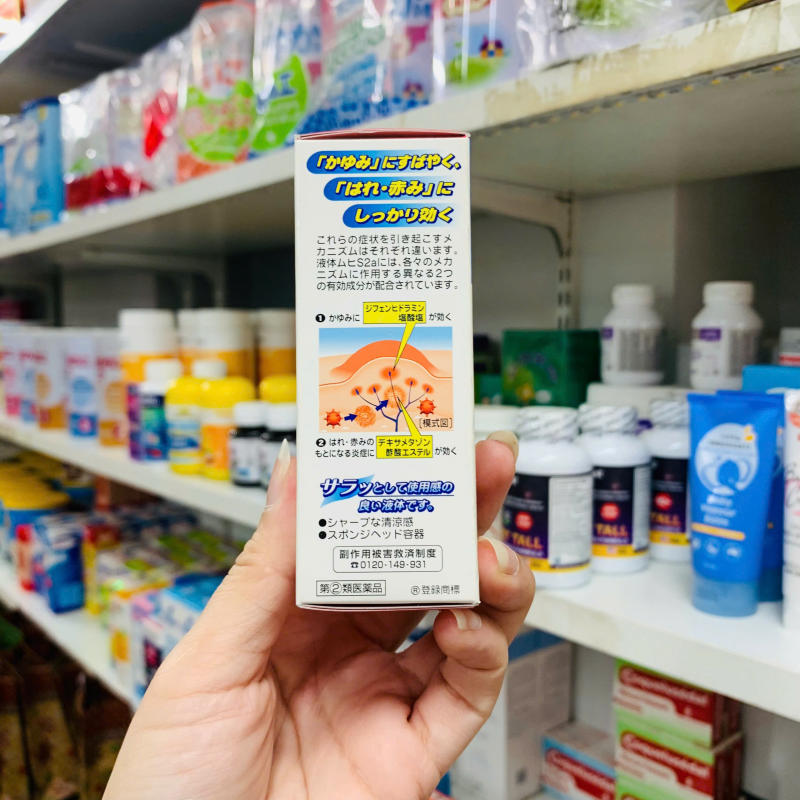 「かゆみ」にすばやく、
「はれ・赤み」に
しっかり効く
これらの症状を引き起こすメ
カニズムはそれぞれ違います。
液体ムヒS2aには、各々のメカ
ニズムに作用する異なる2つ
の有効成分が配合されています。
❶ かゆみに ジフェンヒドラミン
塩酸塩 が効く
[模式図]
❷ はれ・赤みの
もとになる炎症に デキサメタゾン
酢酸エステル が効く
サラッとして使用感の
良い液体です。
●シャープな清涼感
●スポンジヘッド容器
副作用被害救済制度
☎0120-149-931
指②類医薬品
®登録商標
TALL